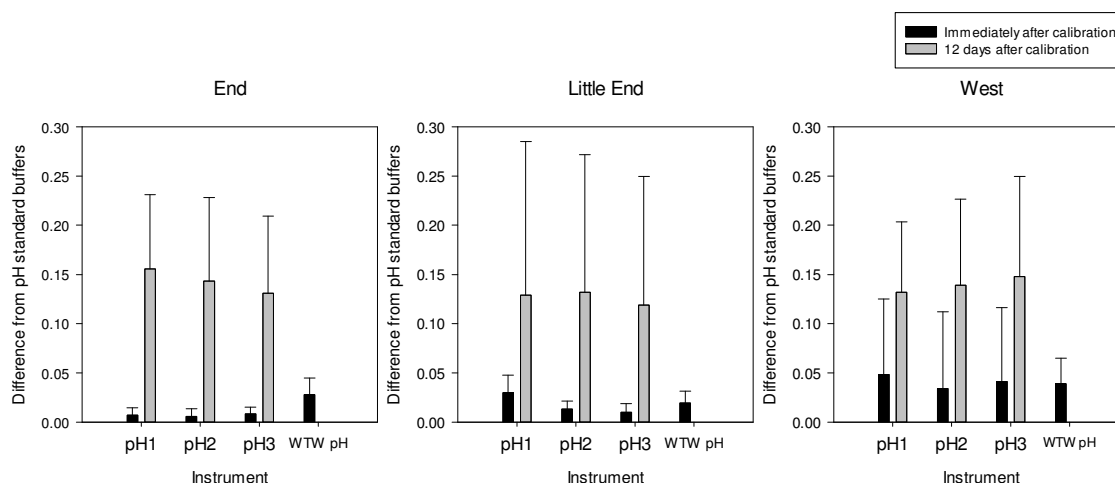 Immediately after calibration
12 days after calibration
End
Little End
West
Difference from pH standard buffers
0.30
0.25
0.20
0.15
0.10
0.05
0.00
pH1 pH2 pH3 WTW pH
Instrument
Difference from pH standard buffers
0.30
0.25
0.20
0.15
0.10
0.05
0.00
pH1 pH2 pH3 WTW pH
Instrument
Difference from pH standard buffers
0.30
0.25
0.20
0.15
0.10
0.05
0.00
pH1 pH2 pH3 WTW pH
Instrument